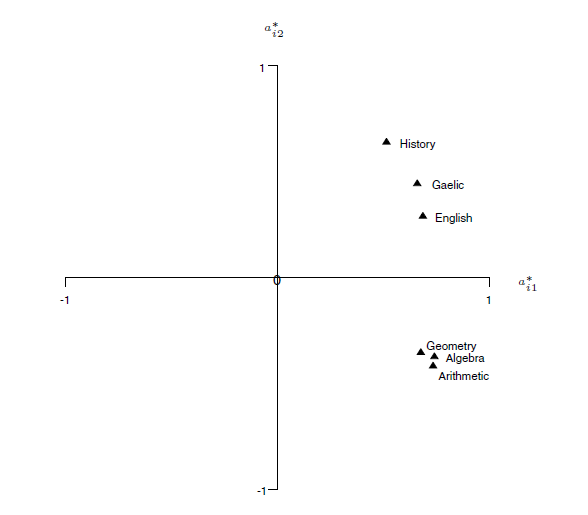 a*i2
1
History
Gaelic
English
0
a*i1
-1
1
Geometry
Algebra
Arithmetic
-1